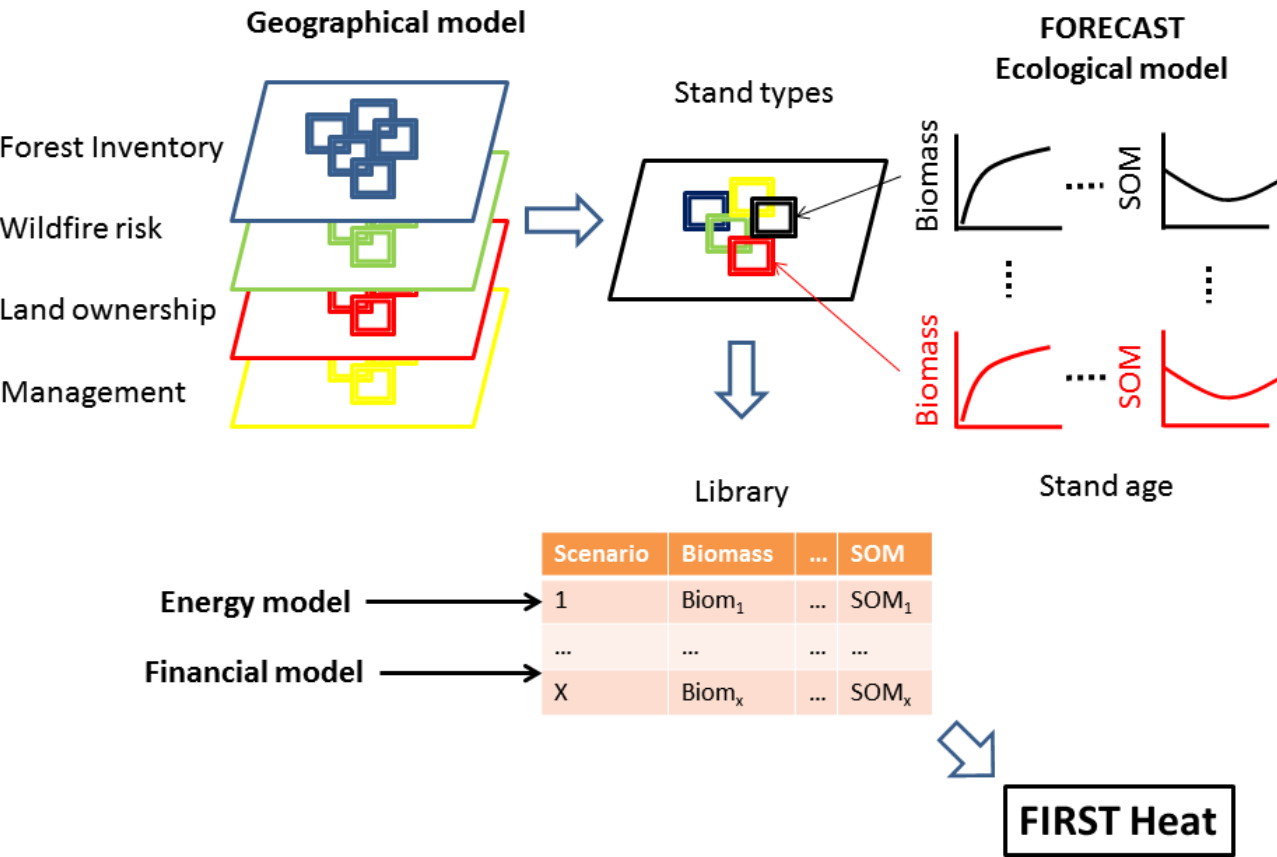 Geographical model
FORECAST
Ecological model
Stand types
Forest Inventory
Wildfire risk
Land ownership
Management
Biomass
SOM
Biomass
SOM
Stand age
Library
Scenario Biomass ... SOM
1 Biom1 ... SOM1
... ... ... ...
X Biomx ... SOMx
Energy model
Financial model
FIRST Heat